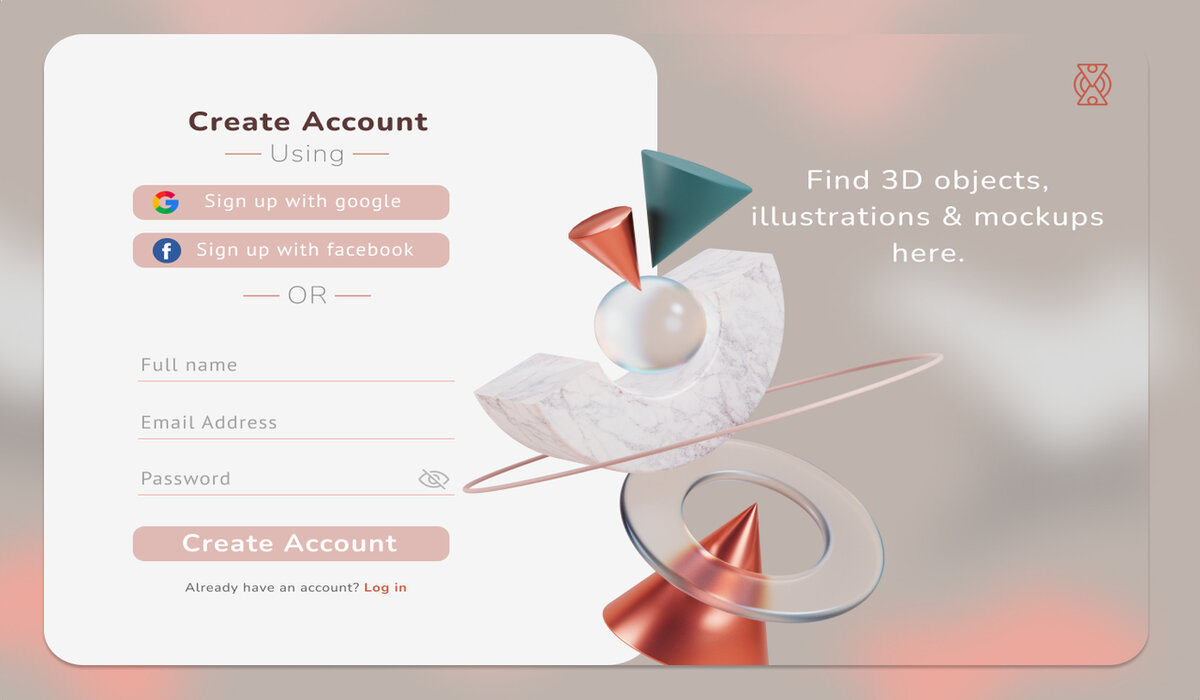 Create Account
Using
Sign up with google
Sign up with facebook
OR
Full name
Email Address
Password
Create Account
Already have an account? Log in
Find 3D objects,
illustrations & mockups
here.